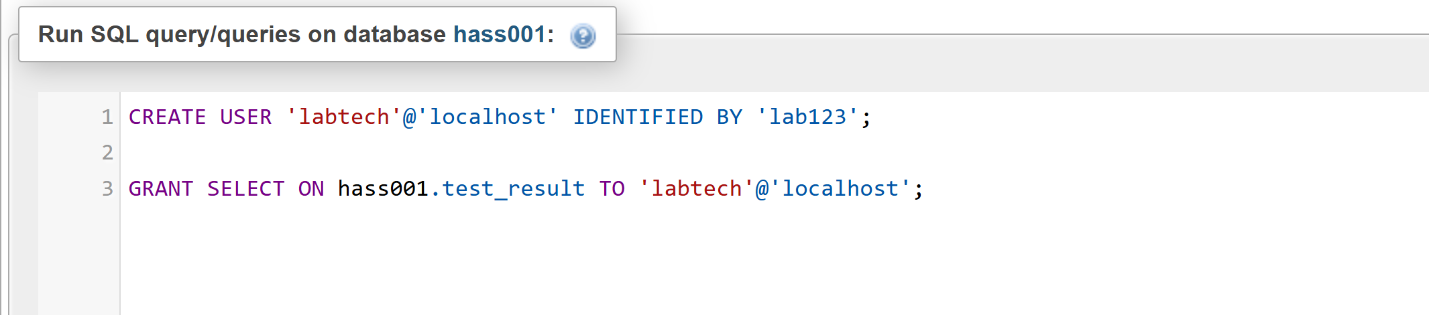 Run SQL query/queries on database hass001:
1 CREATE USER 'labtech'@'localhost' IDENTIFIED BY 'lab123';
2
3 GRANT SELECT ON hass001.test_result TO 'labtech'@'localhost';